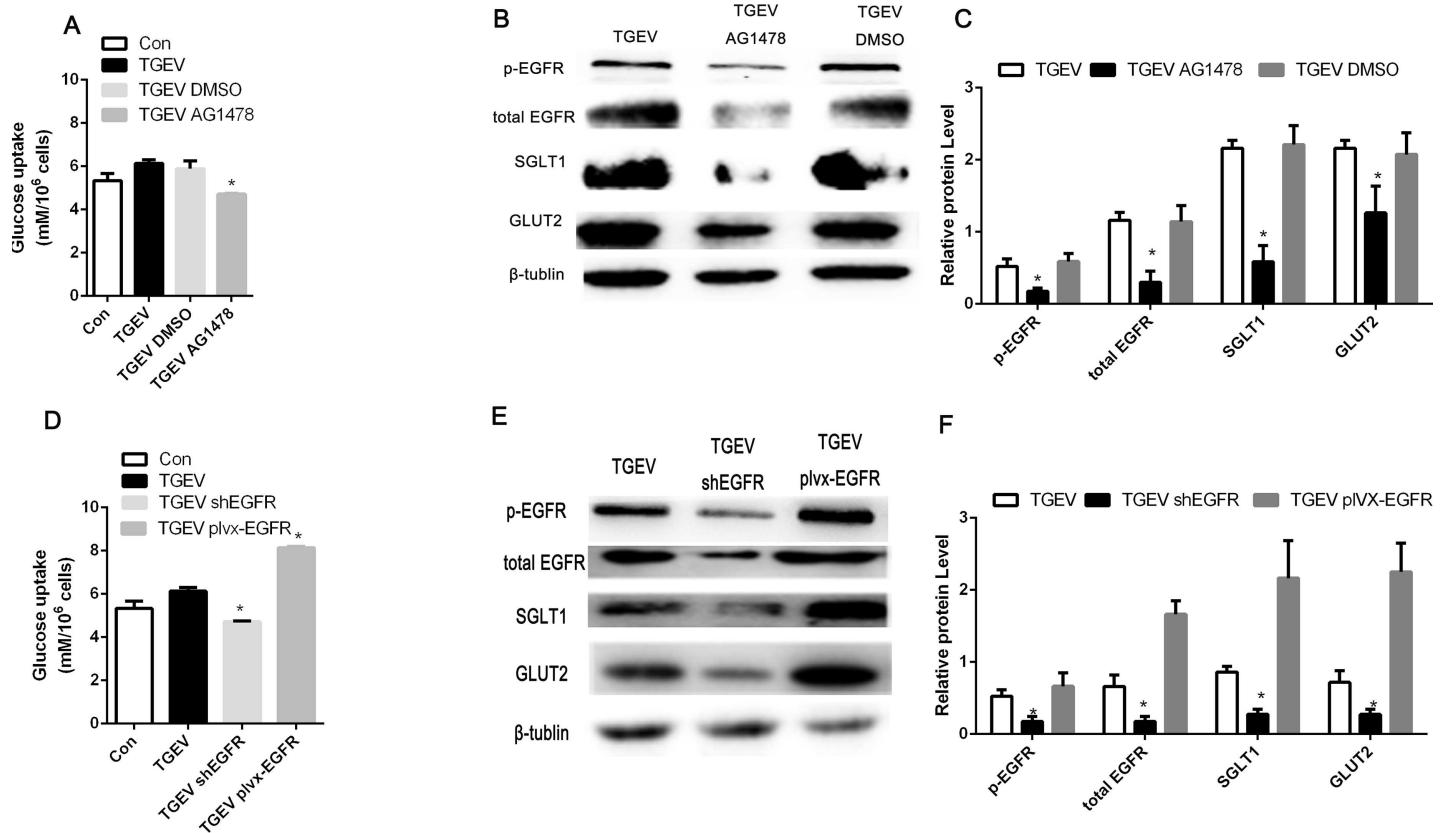 A
Con
TGEV
TGEV DMSO
TGEV AG1478
Glucose uptake
(mM/10⁶ cells)
10
8
6
4
2
0
*
Con
TGEV
TGEV DMSO
TGEV AG1478
B
TGEV
TGEV
AG1478
TGEV
DMSO
p-EGFR
total EGFR
SGLT1
GLUT2
β-tublin
C
TGEV
TGEV AG1478
TGEV DMSO
Relative protein Level
3
2
1
0
*
*
*
*
p-EGFR
total EGFR
SGLT1
GLUT2
D
Con
TGEV
TGEV shEGFR
TGEV plvx-EGFR
Glucose uptake
(mM/10⁶ cells)
10
8
6
4
2
0
*
*
Con
TGEV
TGEV shEGFR
TGEV plvx-EGFR
E
TGEV
TGEV
shEGFR
TGEV
plvx-EGFR
p-EGFR
total EGFR
SGLT1
GLUT2
β-tublin
F
TGEV
TGEV shEGFR
TGEV plVX-EGFR
Relative protein Level
3
2
1
0
*
*
*
*
p-EGFR
total EGFR
SGLT1
GLUT2